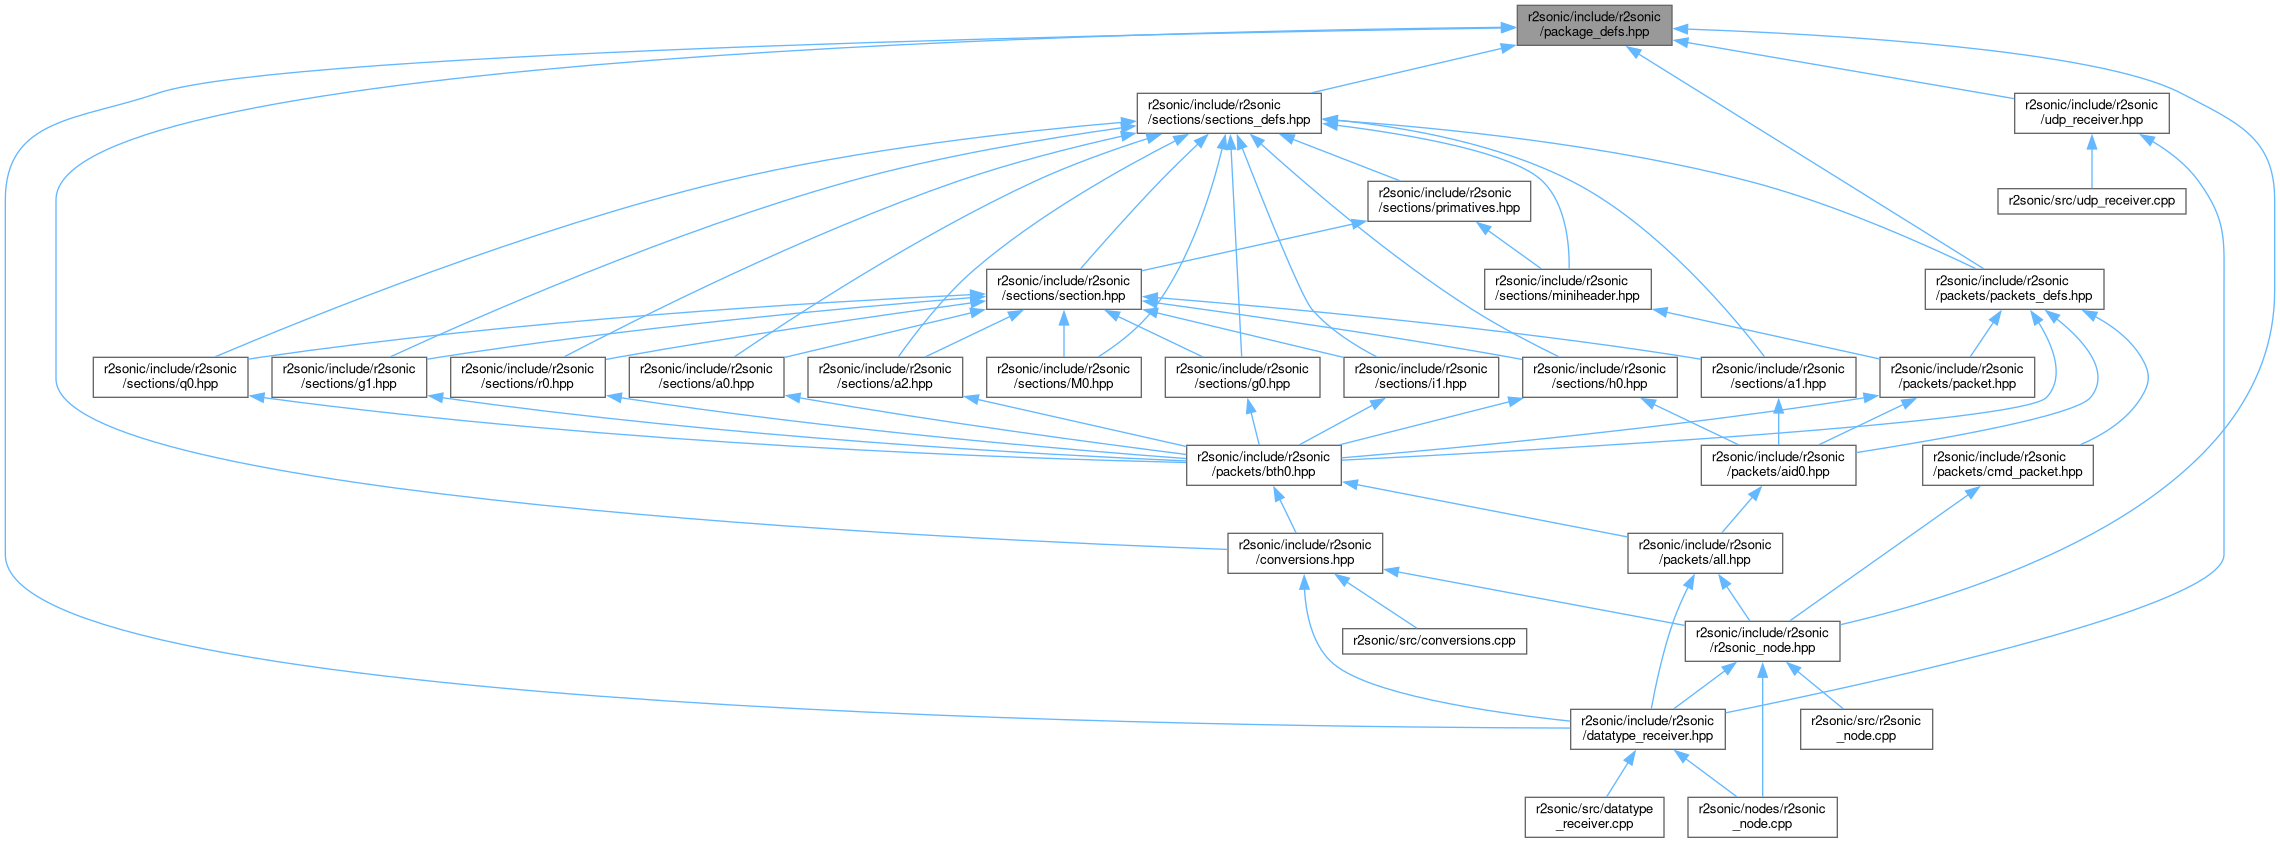 r2sonic/include/r2sonic
/package_defs.hpp
r2sonic/include/r2sonic
/sections/sections_defs.hpp
r2sonic/include/r2sonic
/udp_receiver.hpp
r2sonic/include/r2sonic
/sections/primatives.hpp
r2sonic/src/udp_receiver.cpp
r2sonic/include/r2sonic
/sections/section.hpp
r2sonic/include/r2sonic
/sections/miniheader.hpp
r2sonic/include/r2sonic
/packets/packets_defs.hpp
r2sonic/include/r2sonic
/sections/q0.hpp
r2sonic/include/r2sonic
/sections/g1.hpp
r2sonic/include/r2sonic
/sections/r0.hpp
r2sonic/include/r2sonic
/sections/a0.hpp
r2sonic/include/r2sonic
/sections/a2.hpp
r2sonic/include/r2sonic
/sections/M0.hpp
r2sonic/include/r2sonic
/sections/g0.hpp
r2sonic/include/r2sonic
/sections/i1.hpp
r2sonic/include/r2sonic
/sections/h0.hpp
r2sonic/include/r2sonic
/sections/a1.hpp
r2sonic/include/r2sonic
/packets/packet.hpp
r2sonic/include/r2sonic
/packets/bth0.hpp
r2sonic/include/r2sonic
/packets/aid0.hpp
r2sonic/include/r2sonic
/packets/cmd_packet.hpp
r2sonic/include/r2sonic
/conversions.hpp
r2sonic/include/r2sonic
/packets/all.hpp
r2sonic/src/conversions.cpp
r2sonic/include/r2sonic
/r2sonic_node.hpp
r2sonic/include/r2sonic
/datatype_receiver.hpp
r2sonic/src/r2sonic
_node.cpp
r2sonic/src/datatype
_receiver.cpp
r2sonic/nodes/r2sonic
_node.cpp